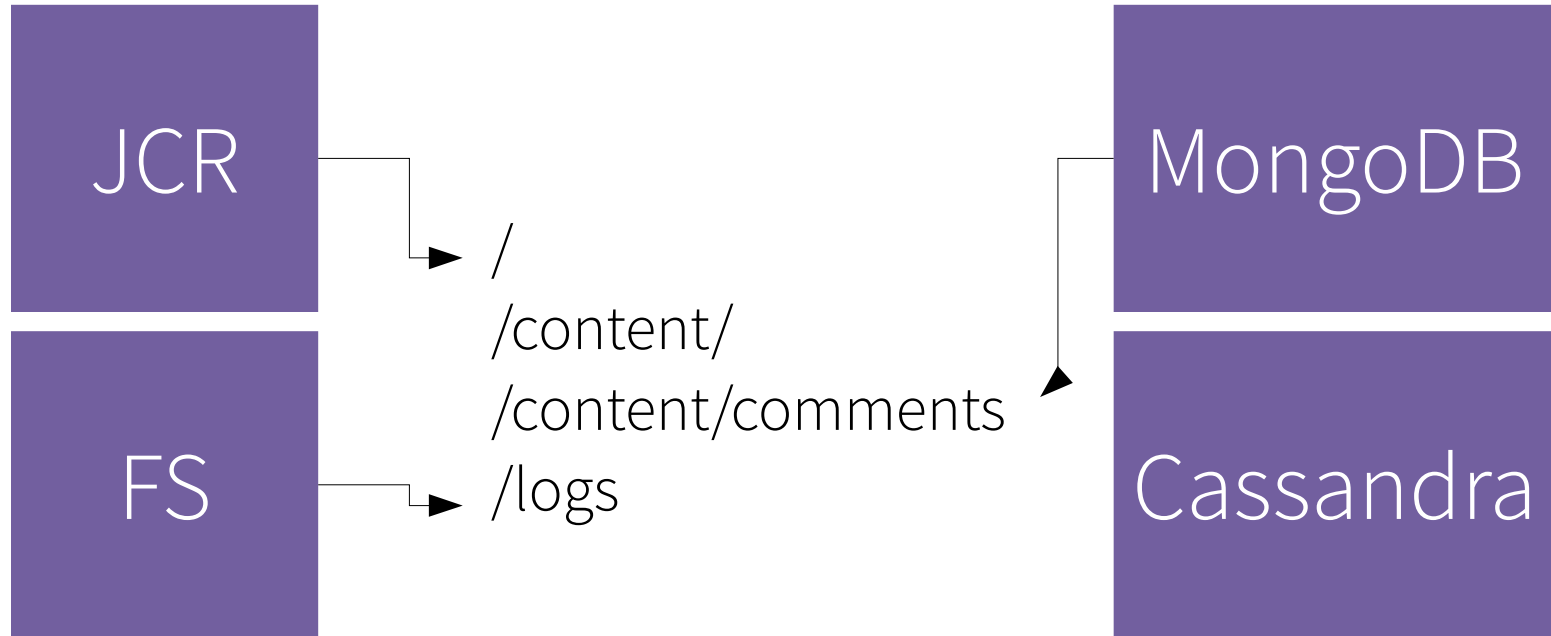 JCR
FS
/
/content/
/content/comments
/logs
MongoDB
Cassandra